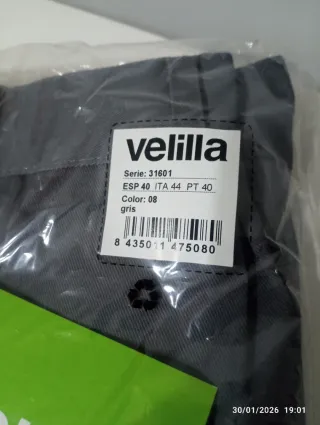 velilla
Serie: 31601
ESP 40 ITA 44 PT 40
Color: 08
gris
8 435011 475080
30/01/2026 19:01